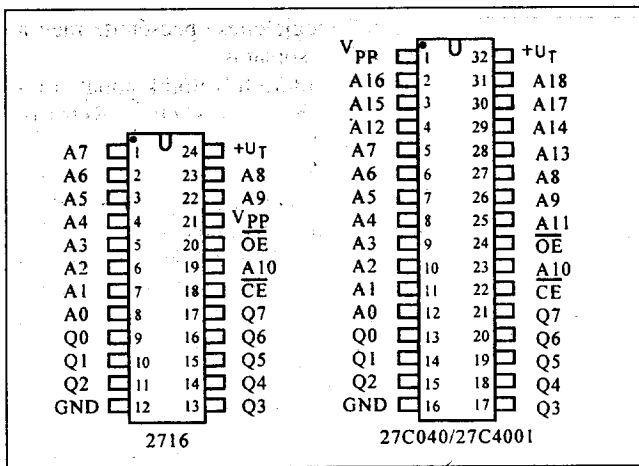 VPP 1 U 32 +UT
A16 2 31 A18
A15 3 30 A17
A12 4 29 A14
A7 5 28 A13
A6 6 27 A8
A5 7 26 A9
A4 8 25 A11
A3 9 24 OE
A2 10 23 A10
A1 11 22 CE
A0 12 21 Q7
Q0 13 20 Q6
Q1 14 19 Q5
Q2 15 18 Q4
GND 16 17 Q3
27C040/27C4001
A7 1 U 24 +UT
A6 2 23 A8
A5 3 22 A9
A4 4 21 VPP
A3 5 20 OE
A2 6 19 A10
A1 7 18 CE
A0 8 17 Q7
Q0 9 16 Q6
Q1 10 15 Q5
Q2 11 14 Q4
GND 12 13 Q3
2716